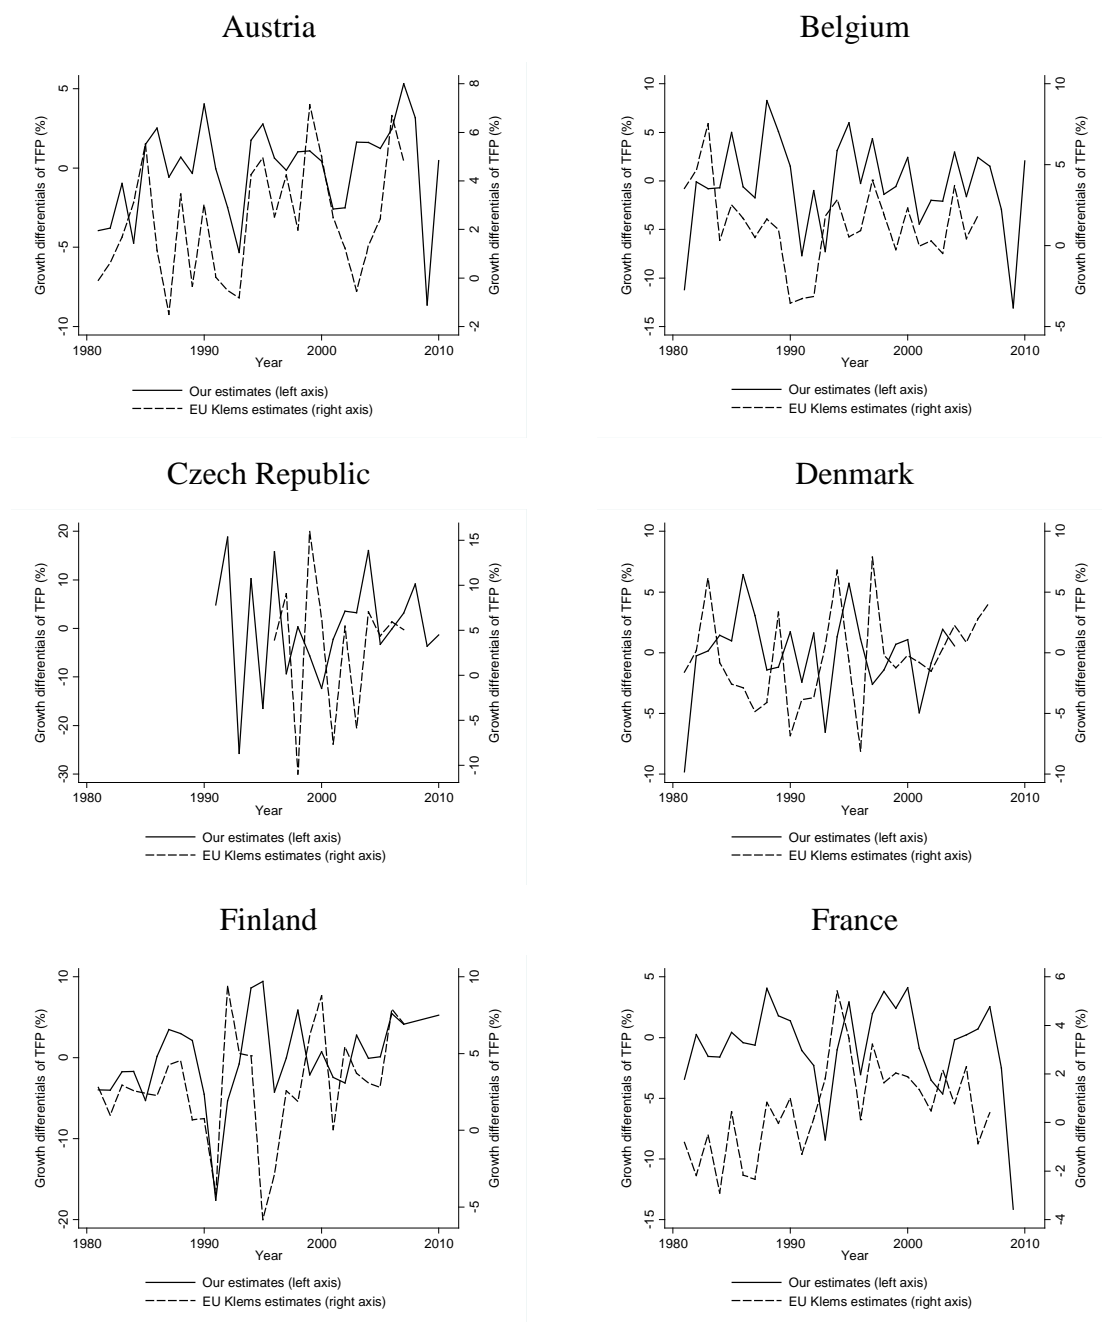 Austria
Growth differentials of TFP (%)
5
0
-5
-10
8
6
4
2
0
-2
Growth differentials of TFP (%)
1980 1990 2000 2010
Year
Our estimates (left axis)
EU Klems estimates (right axis)
Belgium
Growth differentials of TFP (%)
10
5
0
-5
-10
-15
10
5
0
-5
Growth differentials of TFP (%)
1980 1990 2000 2010
Year
Our estimates (left axis)
EU Klems estimates (right axis)
Czech Republic
Growth differentials of TFP (%)
20
10
0
-10
-20
-30
15
10
5
0
-5
-10
Growth differentials of TFP (%)
1980 1990 2000 2010
Year
Our estimates (left axis)
EU Klems estimates (right axis)
Denmark
Growth differentials of TFP (%)
10
5
0
-5
-10
10
5
0
-5
-10
Growth differentials of TFP (%)
1980 1990 2000 2010
Year
Our estimates (left axis)
EU Klems estimates (right axis)
Finland
Growth differentials of TFP (%)
10
0
-10
-20
10
5
0
-5
Growth differentials of TFP (%)
1980 1990 2000 2010
Year
Our estimates (left axis)
EU Klems estimates (right axis)
France
Growth differentials of TFP (%)
5
0
-5
-10
-15
6
4
2
0
-2
-4
Growth differentials of TFP (%)
1980 1990 2000 2010
Year
Our estimates (left axis)
EU Klems estimates (right axis)